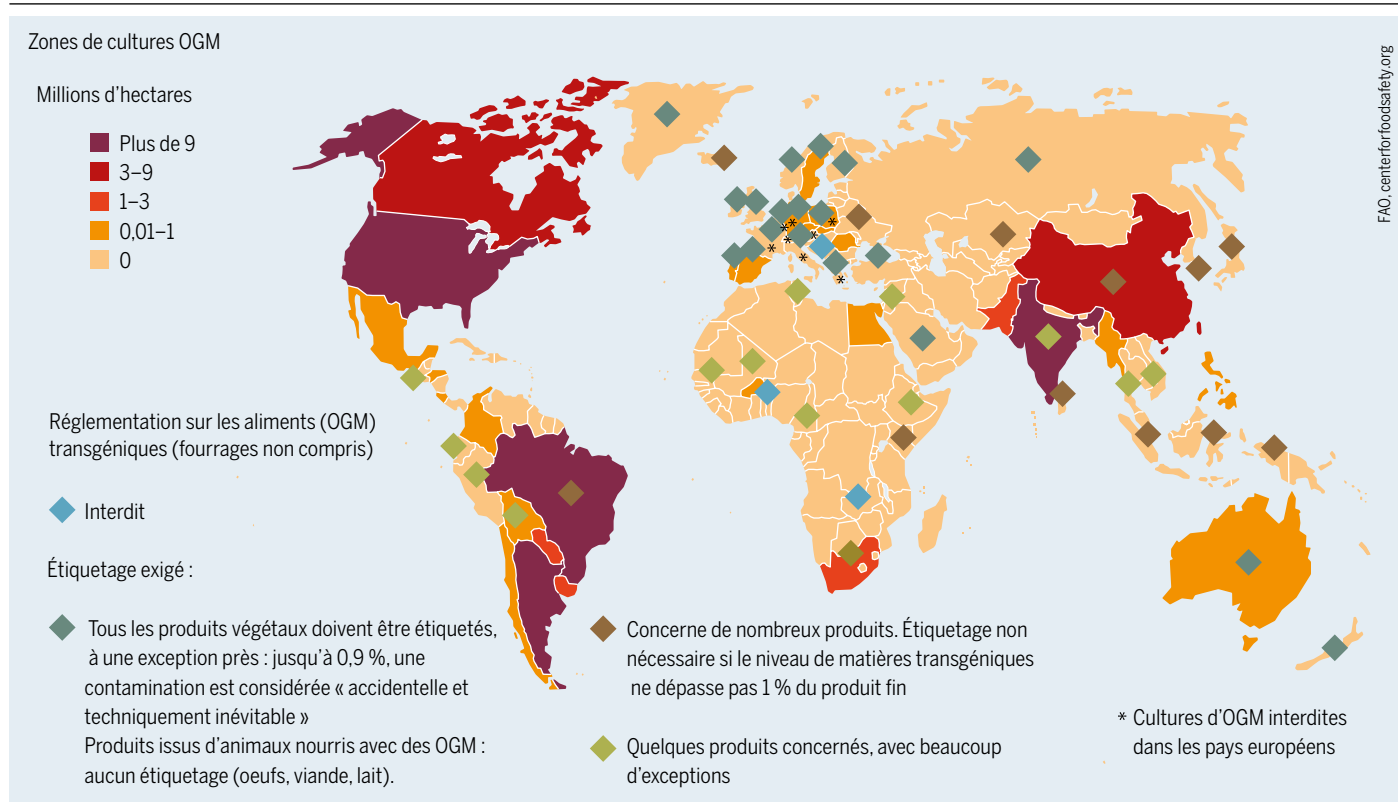 Zones de cultures OGM
Millions d'hectares
Plus de 9
3–9
1–3
0,01–1
0
FAO, centerforfoodsafety.org
Réglementation sur les aliments (OGM)
transgéniques (fourrages non compris)
Interdit
Étiquetage exigé :
Tous les produits végétaux doivent être étiquetés,
à une exception près : jusqu'à 0,9 %, une
contamination est considérée « accidentelle et
techniquement inévitable »
Produits issus d'animaux nourris avec des OGM :
aucun étiquetage (oeufs, viande, lait).
Concerne de nombreux produits. Étiquetage non
nécessaire si le niveau de matières transgéniques
ne dépasse pas 1 % du produit fin
Quelques produits concernés, avec beaucoup
d'exceptions
* Cultures d'OGM interdites
dans les pays européens